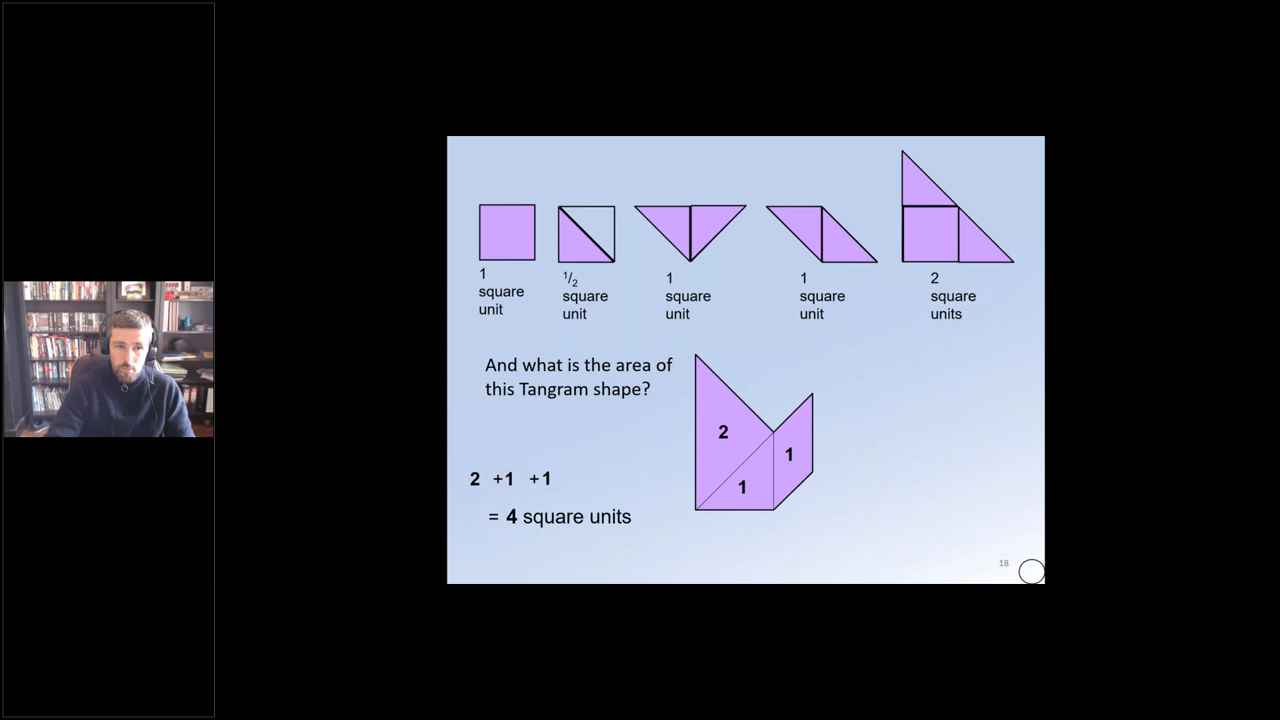 1
square
unit
1/2
square
unit
1
square
unit
1
square
unit
2
square
units
And what is the area of
this Tangram shape?
2
1
1
2 +1 +1
= 4 square units
18